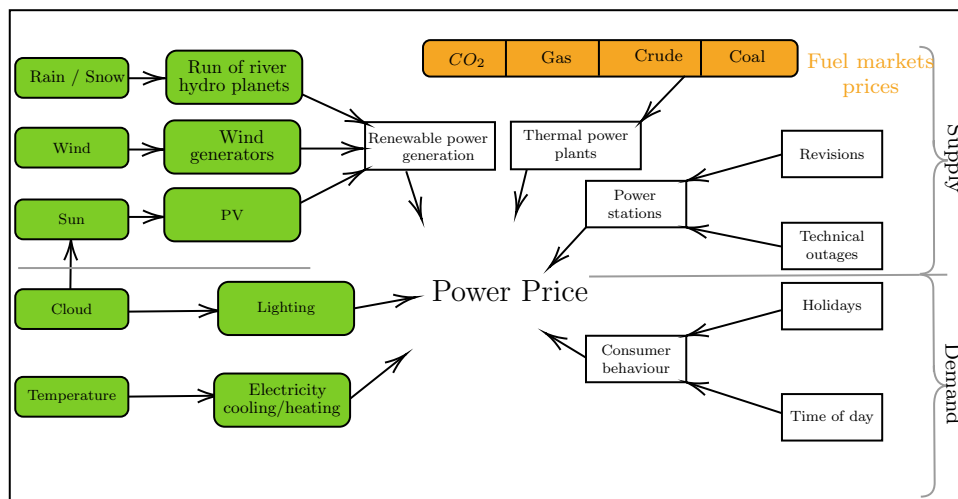 Rain / Snow
Run of river
hydro planets
CO2
Gas
Crude
Coal
Fuel markets
prices
Wind
Wind
generators
Renewable power
generation
Thermal power
plants
Revisions
Supply
Sun
PV
Power
stations
Technical
outages
Cloud
Lighting
Power Price
Holidays
Consumer
behaviour
Demand
Temperature
Electricity
cooling/heating
Time of day